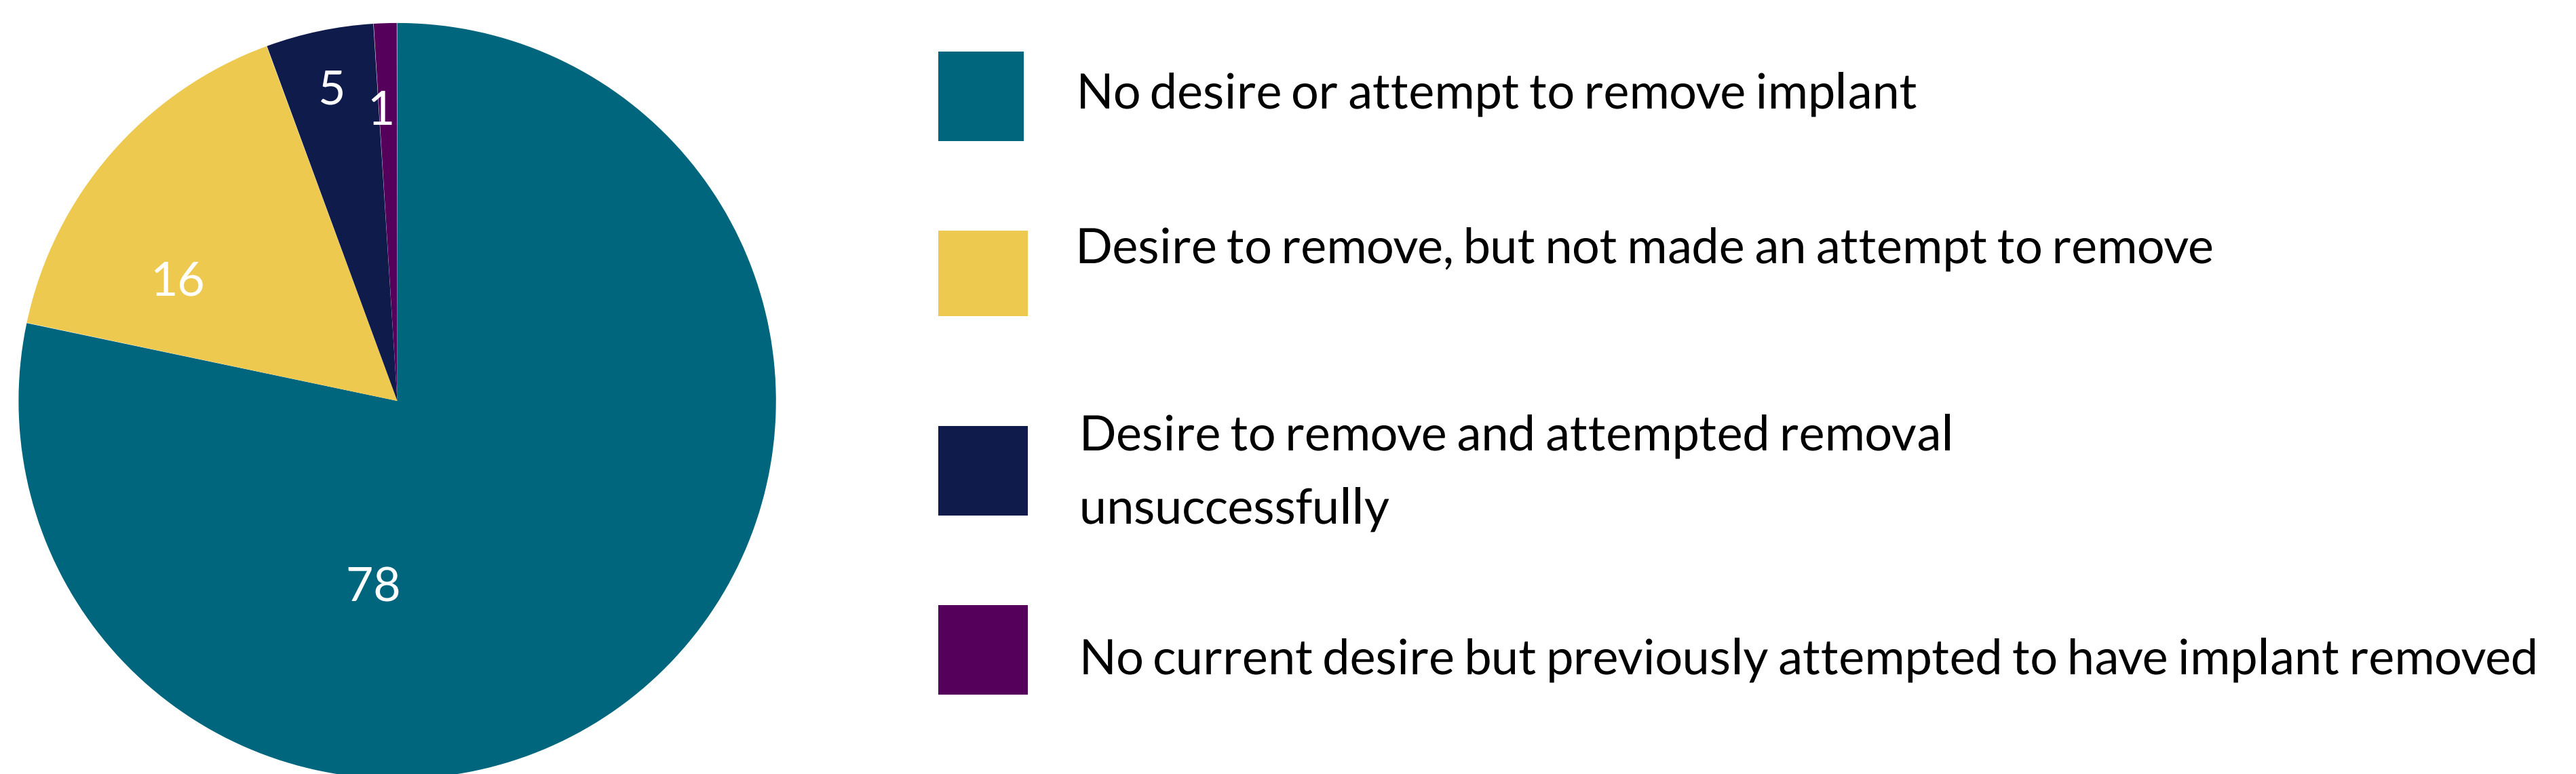 5
1
16
78
No desire or attempt to remove implant
Desire to remove, but not made an attempt to remove
Desire to remove and attempted removal
unsuccessfully
No current desire but previously attempted to have implant removed